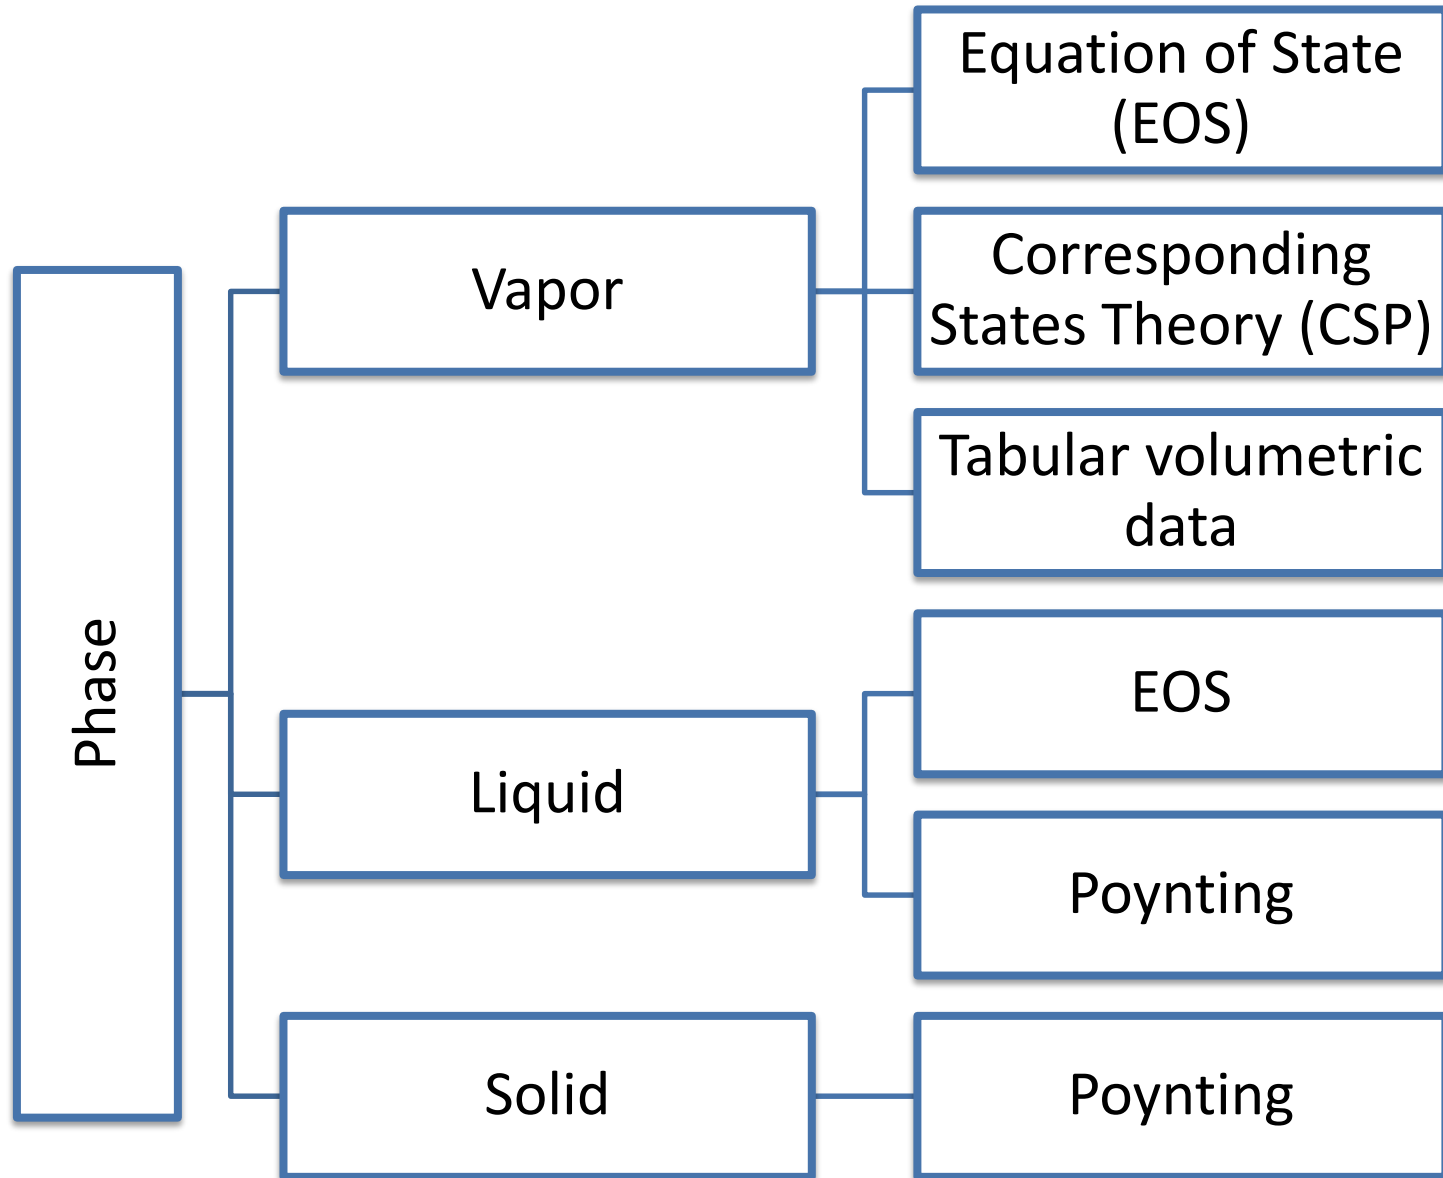 Phase
Vapor
Equation of State
(EOS)
Corresponding
States Theory (CSP)
Tabular volumetric
data
Liquid
EOS
Poynting
Solid
Poynting